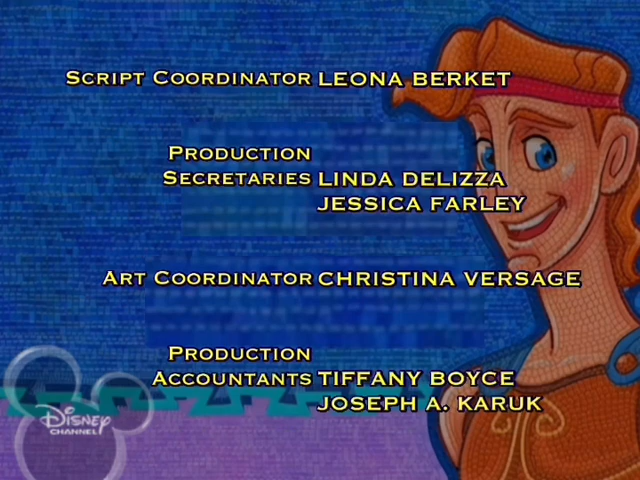 SCRIPT COORDINATOR LEONA BERKET
PRODUCTION
SECRETARIES LINDA DELIZZA
JESSICA FARLEY
ART COORDINATOR CHRISTINA VERSAGE
PRODUCTION
ACCOUNTANTS TIFFANY BOYCE
JOSEPH A. KARUK
Disney
CHANNEL